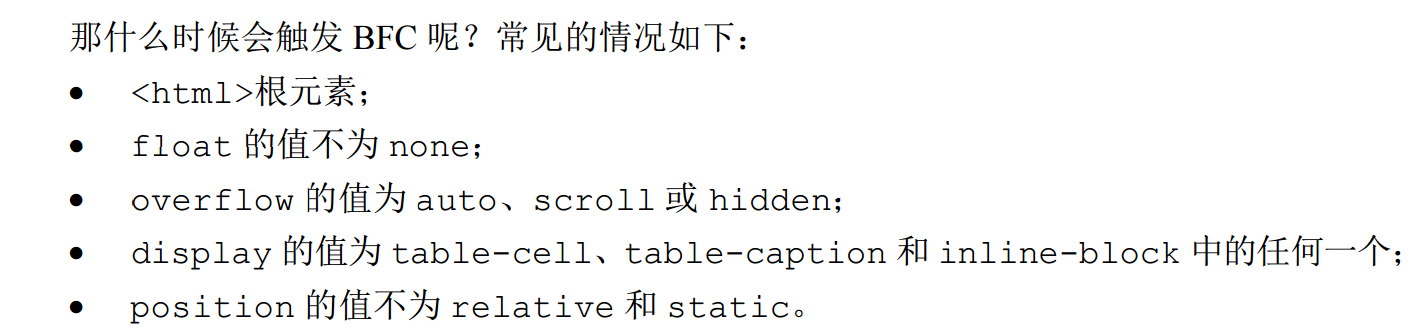 那什么时候会触发 BFC 呢？常见的情况如下：
● <html>根元素；
● float 的值不为 none；
● overflow 的值为 auto、scroll 或 hidden；
● display 的值为 table-cell、table-caption 和 inline-block 中的任何一个；
● position 的值不为 relative 和 static。